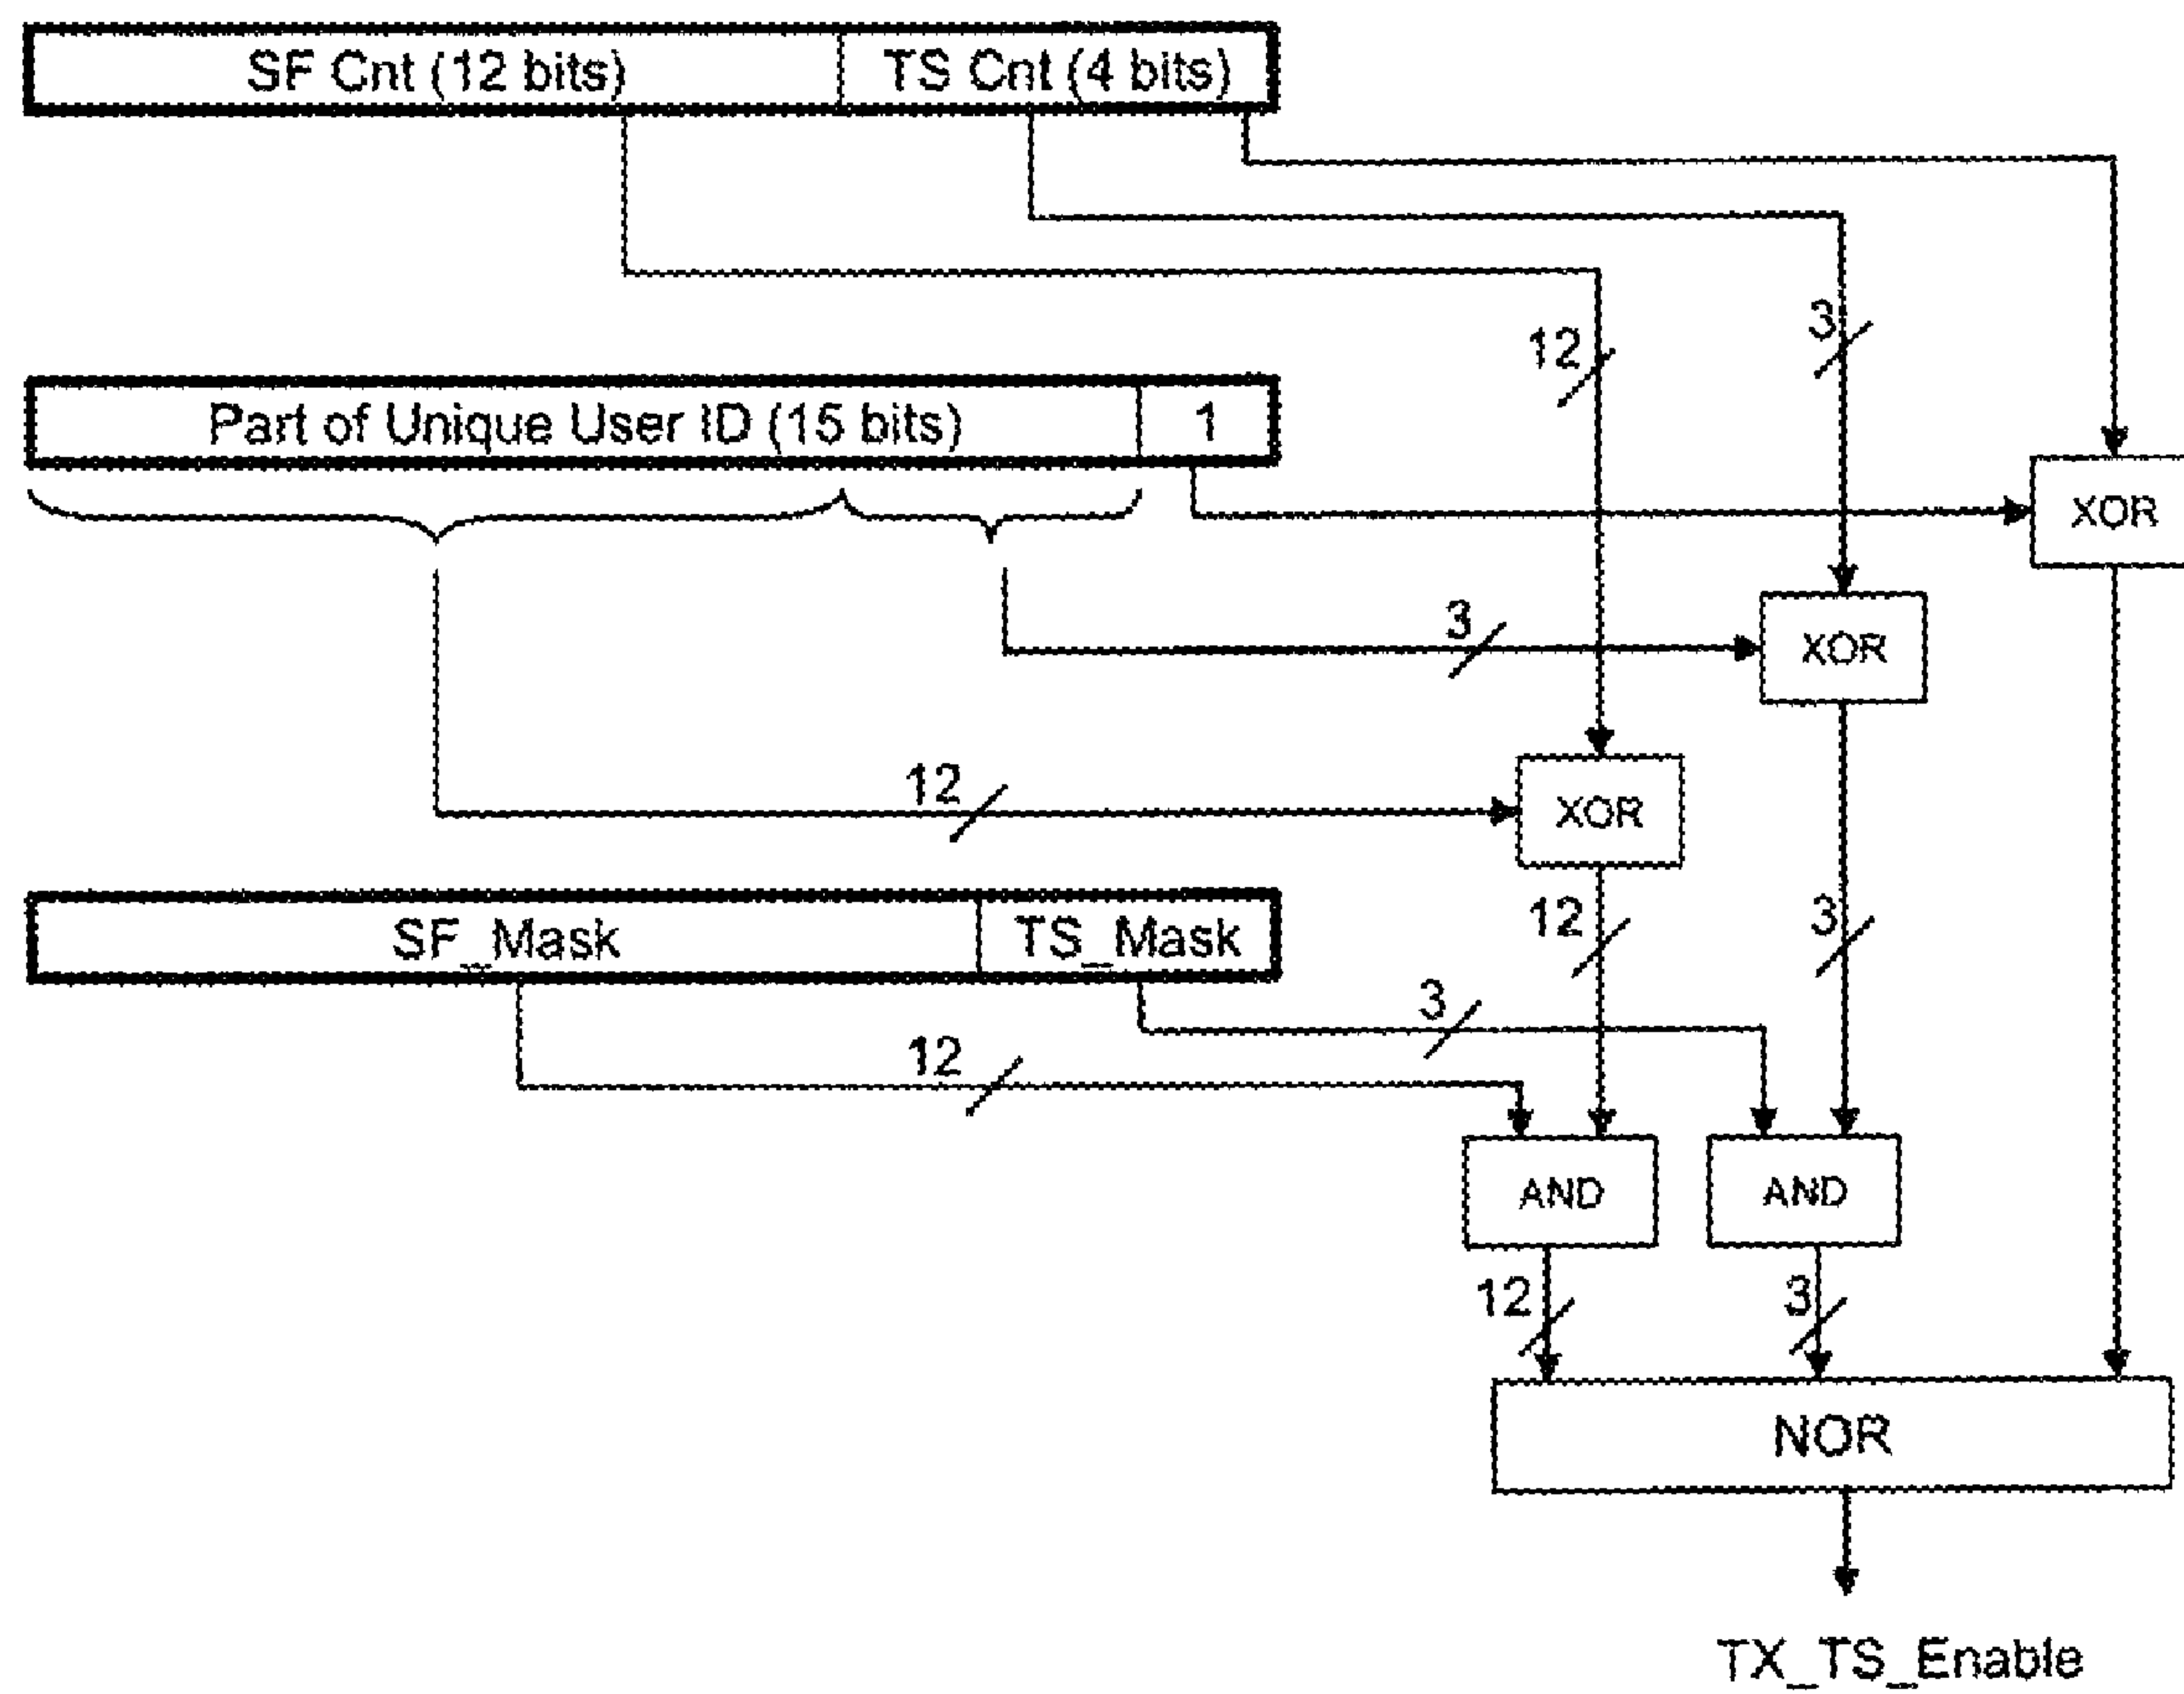 SF Cnt (12 bits) TS Cnt (4 bits)
12 3
Part of Unique User ID (15 bits) 1
XOR
3 XOR
12 XOR
SF_Mask TS_Mask 12 3
3
12
AND AND
12 3
NOR
TX_TS_Enable